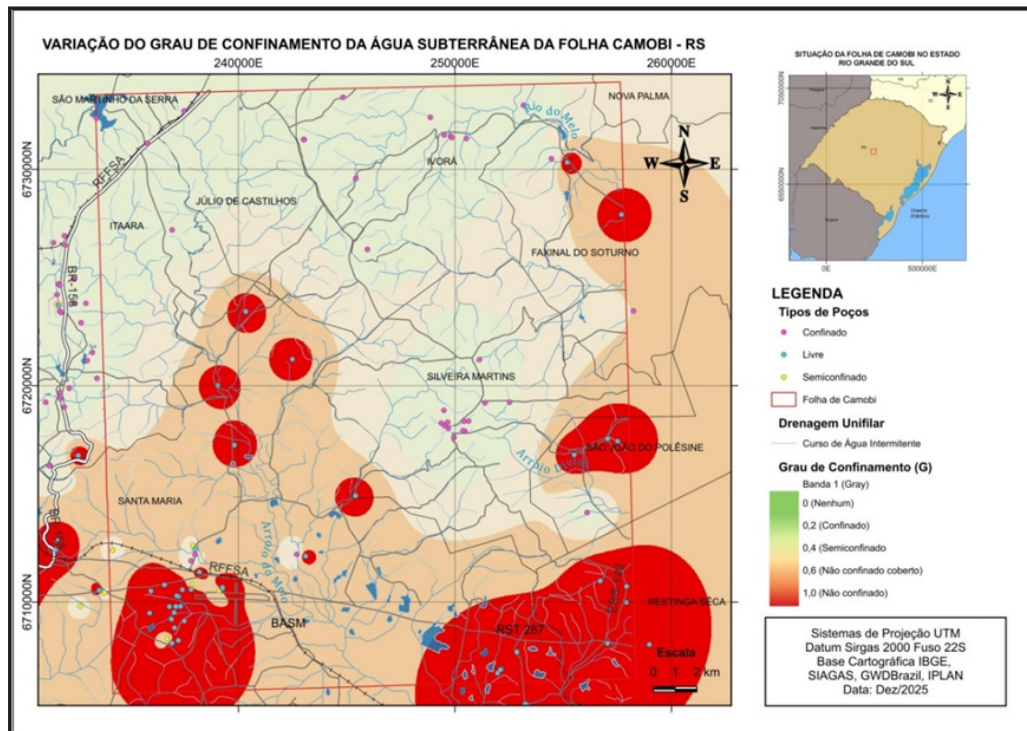 VARIAÇÃO DO GRAU DE CONFINAMENTO DA ÁGUA SUBTERRÂNEA DA FOLHA CAMOBI - RS
240000E
250000E
260000E
6730000N
6720000N
6710000N
SÃO MARTINHO DA SERRA
NOVA PALMA
RFFSA
IVORÁ
N
W
E
S
JÚLIO DE CASTILHOS
ITAARA
FAXINAL DO SOTURNO
BR-158
SILVEIRA MARTINS
SÃO JOÃO DO POLÊSINE
SANTA MARIA
Arroio do Meio
RFFSA
RESTINGA SÊCA
BASM
RST 287
Escala
0 1 2 km
SITUAÇÃO DA FOLHA DE CAMOBI NO ESTADO
RIO GRANDE DO SUL
N
W
E
S
Oceano
Atlântico
0E
500000E
LEGENDA
Tipos de Poços
Confinado
Livre
Semiconfinado
Folha de Camobi
Drenagem Unifilar
Curso de Água Intermitente
Grau de Confinamento (G)
Banda 1 (Gray)
0 (Nenhum)
0,2 (Confinado)
0,4 (Semiconfinado)
0,6 (Não confinado coberto)
1,0 (Não confinado)
Sistemas de Projeção UTM
Datum Sirgas 2000 Fuso 22S
Base Cartográfica IBGE,
SIAGAS, GWDBrazil, IPLAN
Data: Dez/2025